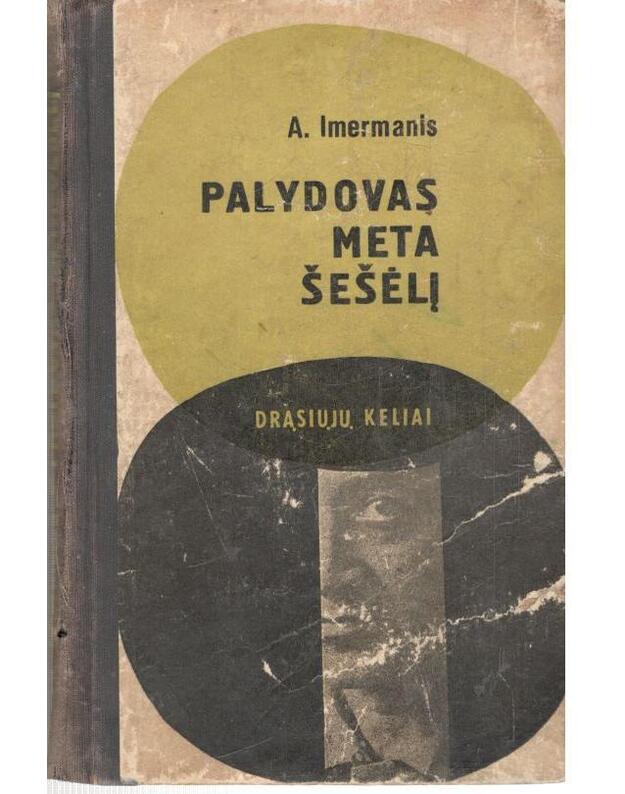 A. Imermanis
PALYDOVAS
META
ŠEŠĖLĮ
DRĄSIŲJŲ KELIAI